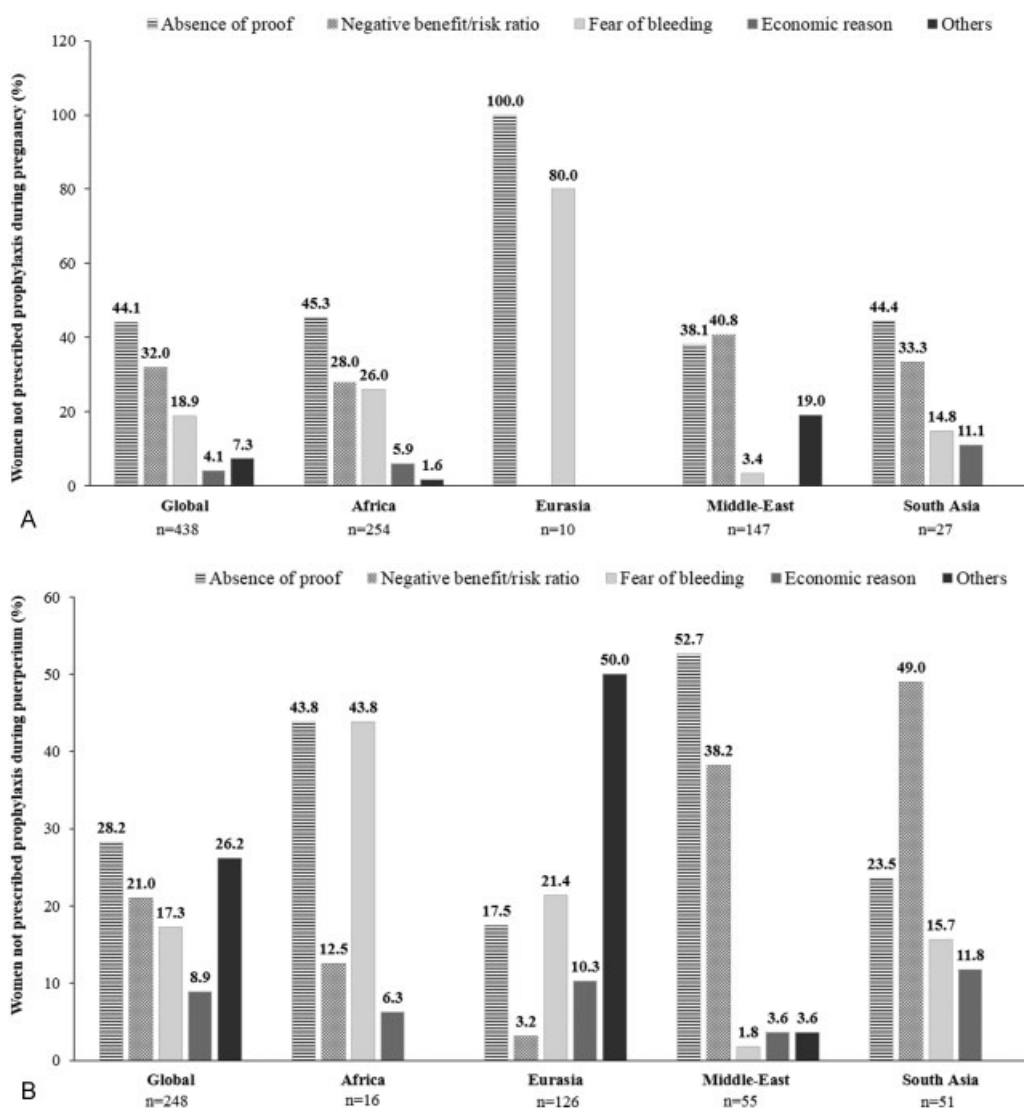 A
Absence of proof Negative benefit/risk ratio Fear of bleeding Economic reason Others
Women not prescribed prophylaxis during pregnancy (%)
120
100
80
60
40
20
0
44.1 32.0 18.9 4.1 7.3
45.3 28.0 26.0 5.9 1.6
100.0 80.0
38.1 40.8 3.4 19.0
44.4 33.3 14.8 11.1
Global Africa Eurasia Middle-East South Asia
n=438 n=254 n=10 n=147 n=27
B
Absence of proof Negative benefit/risk ratio Fear of bleeding Economic reason Others
Women not prescribed prophylaxis during puerperium (%)
60
50
40
30
20
10
0
28.2 21.0 17.3 8.9 26.2
43.8 12.5 43.8 6.3
17.5 3.2 21.4 10.3 50.0
52.7 38.2 1.8 3.6 3.6
23.5 49.0 15.7 11.8
Global Africa Eurasia Middle-East South Asia
n=248 n=16 n=126 n=55 n=51